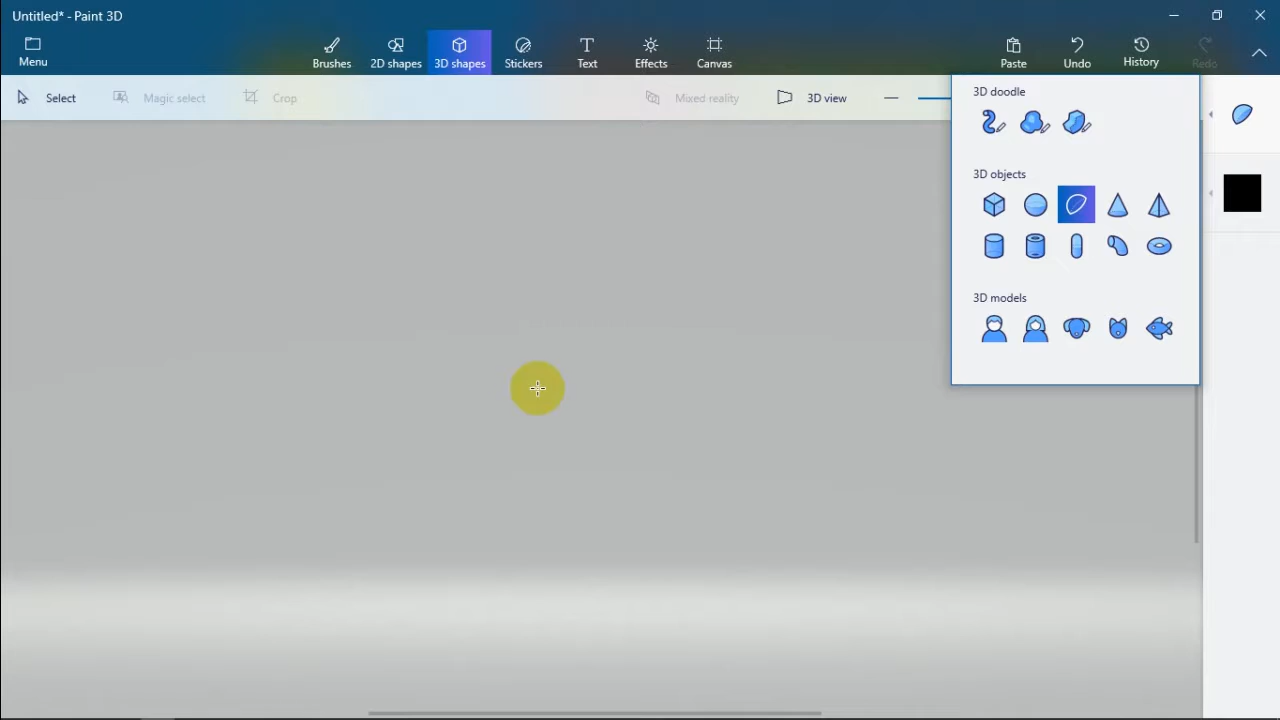 Untitled* - Paint 3D
Menu
Brushes
2D shapes
3D shapes
Stickers
Text
Effects
Canvas
Paste
Undo
History
Redo
Select
Magic select
Crop
Mixed reality
3D view
3D doodle
3D objects
3D models